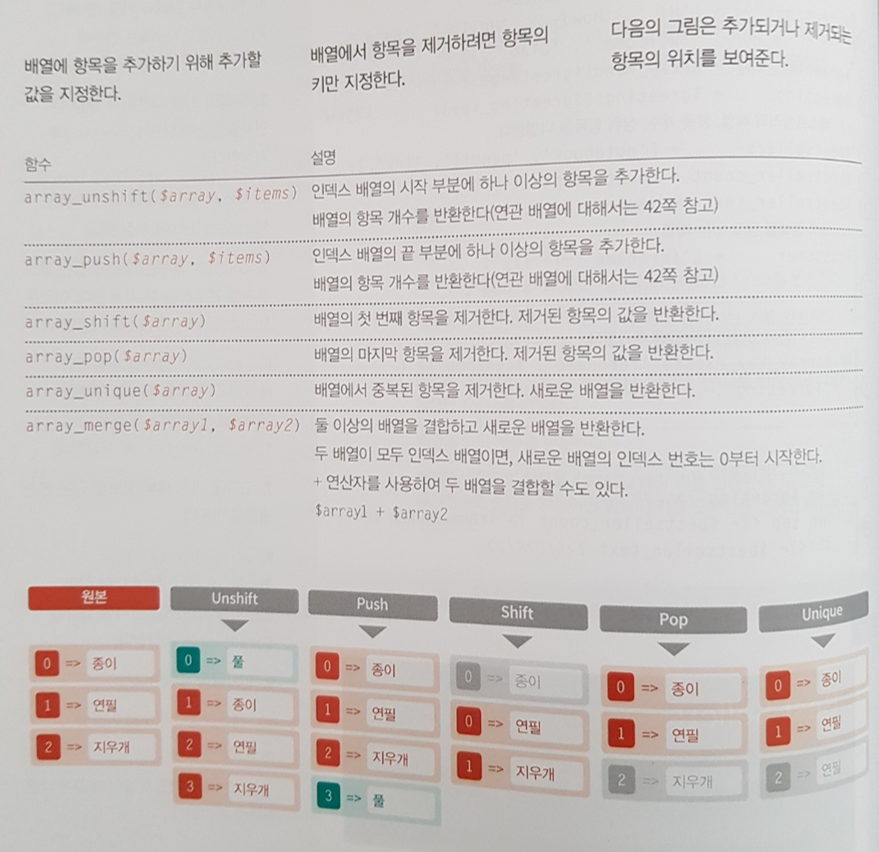 배열에 항목을 추가하기 위해 추가할
값을 지정한다.
배열에서 항목을 제거하려면 항목의
키만 지정한다.
다음의 그림은 추가되거나 제거되는
항목의 위치를 보여준다.
함수 설명
array_unshift($array, $items) 인덱스 배열의 시작 부분에 하나 이상의 항목을 추가한다.
배열의 항목 개수를 반환한다(연관 배열에 대해서는 42쪽 참고)
array_push($array, $items) 인덱스 배열의 끝 부분에 하나 이상의 항목을 추가한다.
배열의 항목 개수를 반환한다(연관 배열에 대해서는 42쪽 참고)
array_shift($array) 배열의 첫 번째 항목을 제거한다. 제거된 항목의 값을 반환한다.
array_pop($array) 배열의 마지막 항목을 제거한다. 제거된 항목의 값을 반환한다.
array_unique($array) 배열에서 중복된 항목을 제거한다. 새로운 배열을 반환한다.
array_merge($array1, $array2) 둘 이상의 배열을 결합하고 새로운 배열을 반환한다.
두 배열이 모두 인덱스 배열이면, 새로운 배열의 인덱스 번호는 0부터 시작한다.
+ 연산자를 사용하여 두 배열을 결합할 수도 있다.
$array1 + $array2
원본
0 => 종이
1 => 연필
2 => 지우개
Unshift
0 => 풀
1 => 종이
2 => 연필
3 => 지우개
Push
0 => 종이
1 => 연필
2 => 지우개
3 => 풀
Shift
0 => 종이
0 => 연필
1 => 지우개
Pop
0 => 종이
1 => 연필
2 => 지우개
Unique
0 => 종이
1 => 연필
2 => 연필